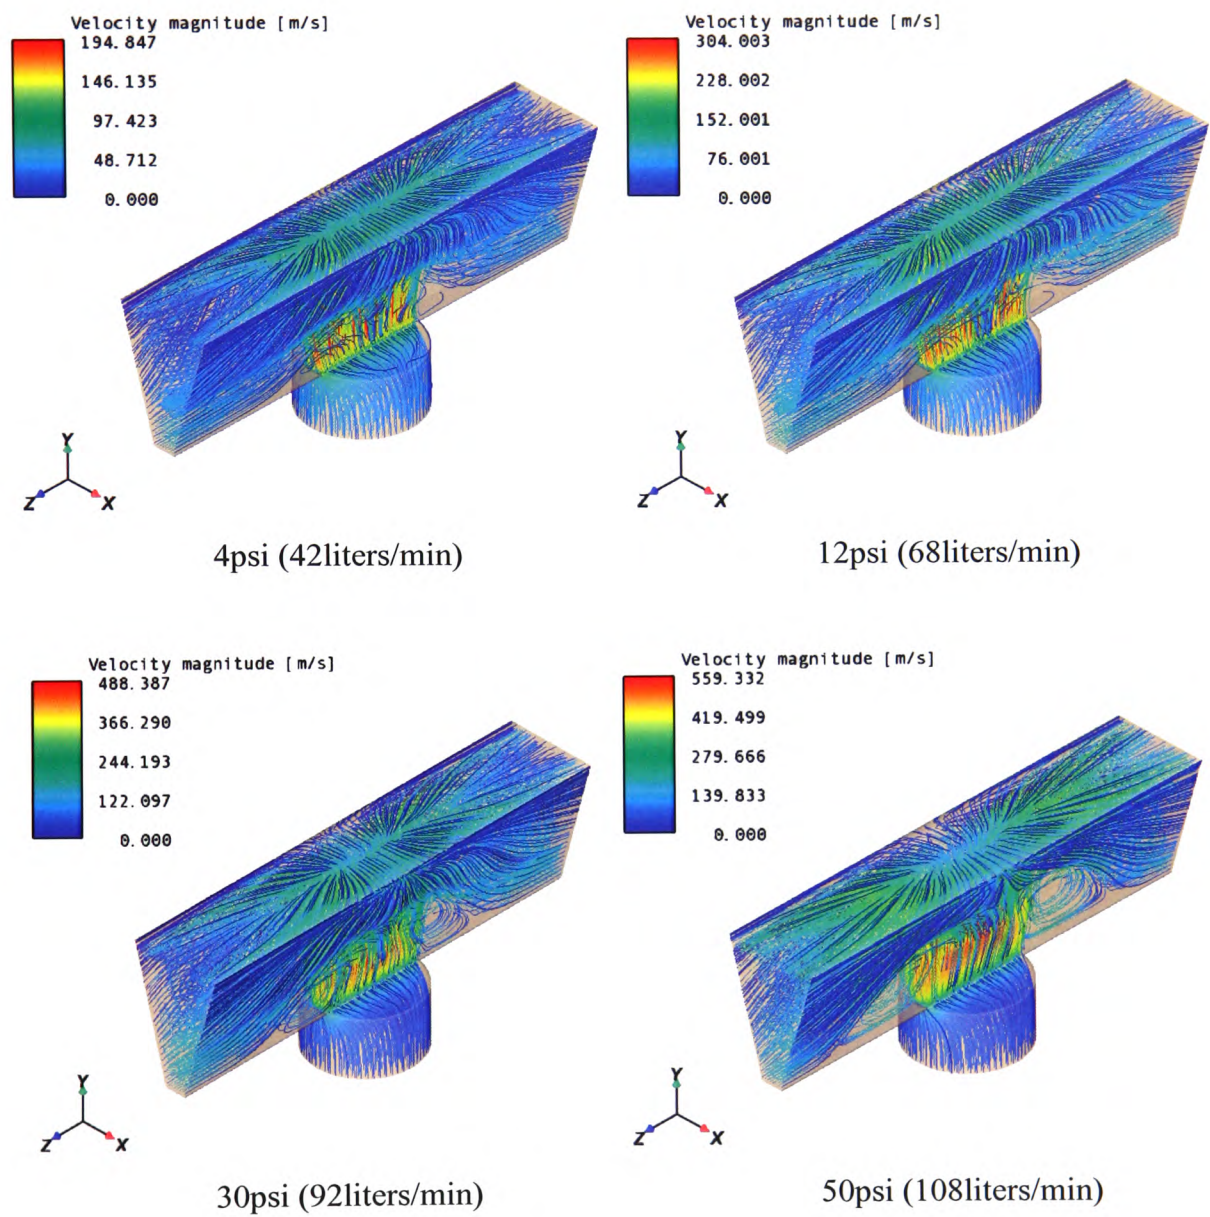 Velocity magnitude [m/s]
194.847
146.135
97.423
48.712
0.000
Y
Z
X
4psi (42liters/min)
Velocity magnitude [m/s]
304.003
228.002
152.001
76.001
0.000
Y
Z
X
12psi (68liters/min)
Velocity magnitude [m/s]
488.387
366.290
244.193
122.097
0.000
Y
Z
X
30psi (92liters/min)
Velocity magnitude [m/s]
559.332
419.499
279.666
139.833
0.000
Y
Z
X
50psi (108liters/min)